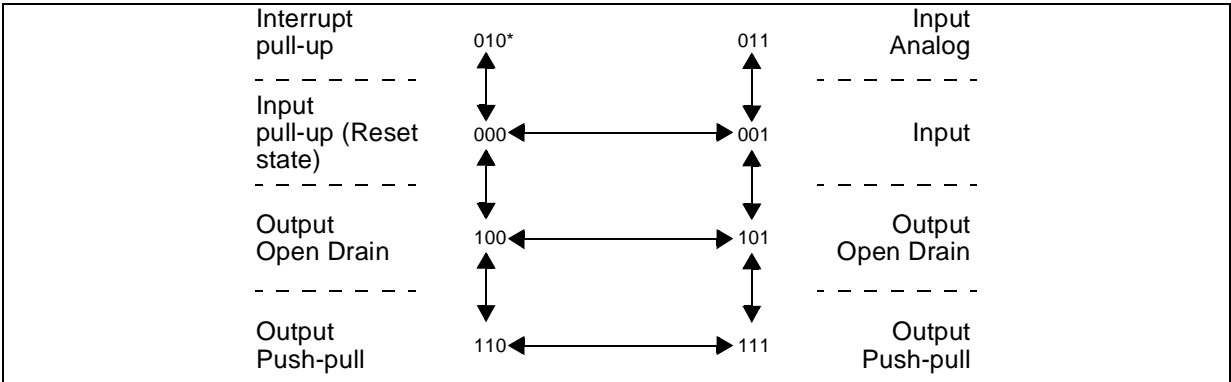 Interrupt
pull-up
010*
011
Input
Analog
Input
pull-up (Reset
state)
000
001
Input
Output
Open Drain
100
101
Output
Open Drain
Output
Push-pull
110
111
Output
Push-pull